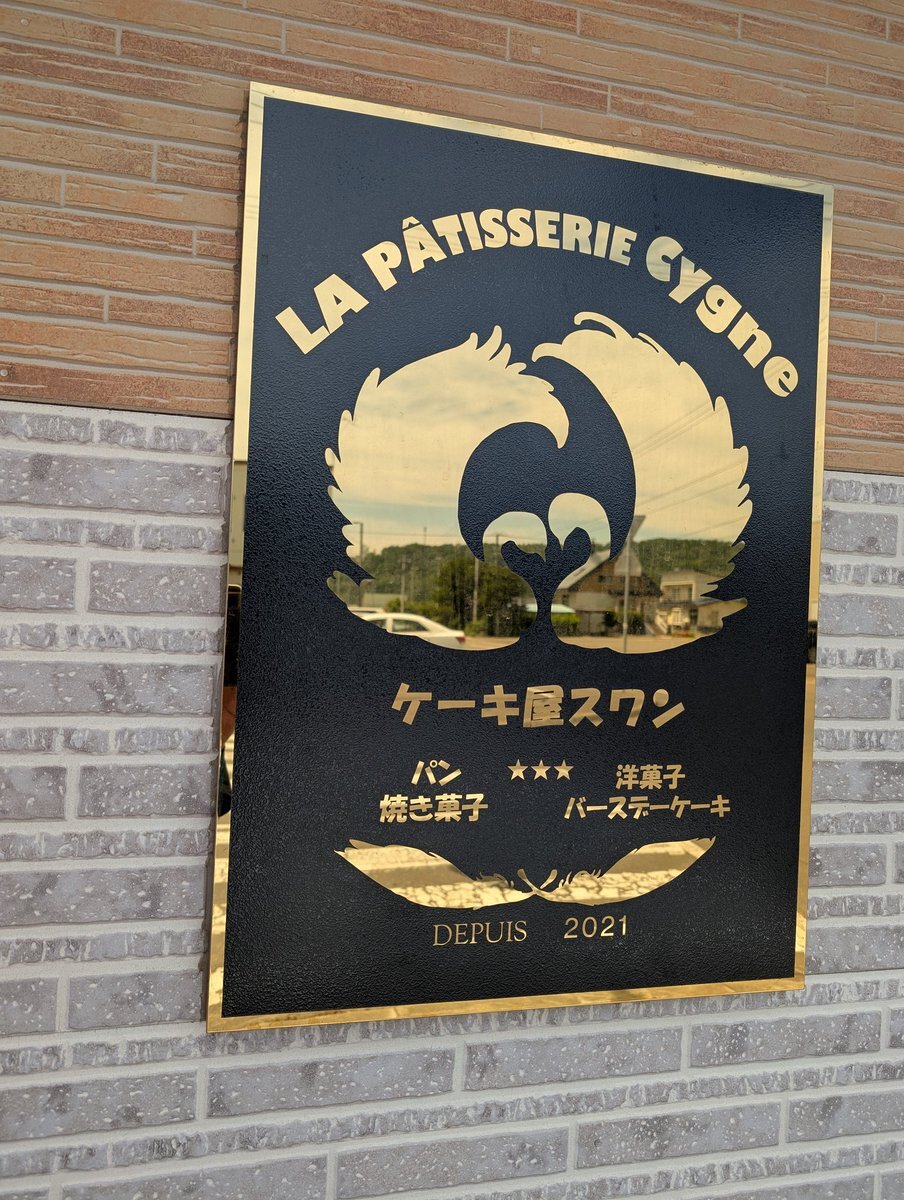 LA PÂTISSERIE Cygne
ケーキ屋スワン
パン ★★★ 洋菓子
焼き菓子 バースデーケーキ
DEPUIS 2021